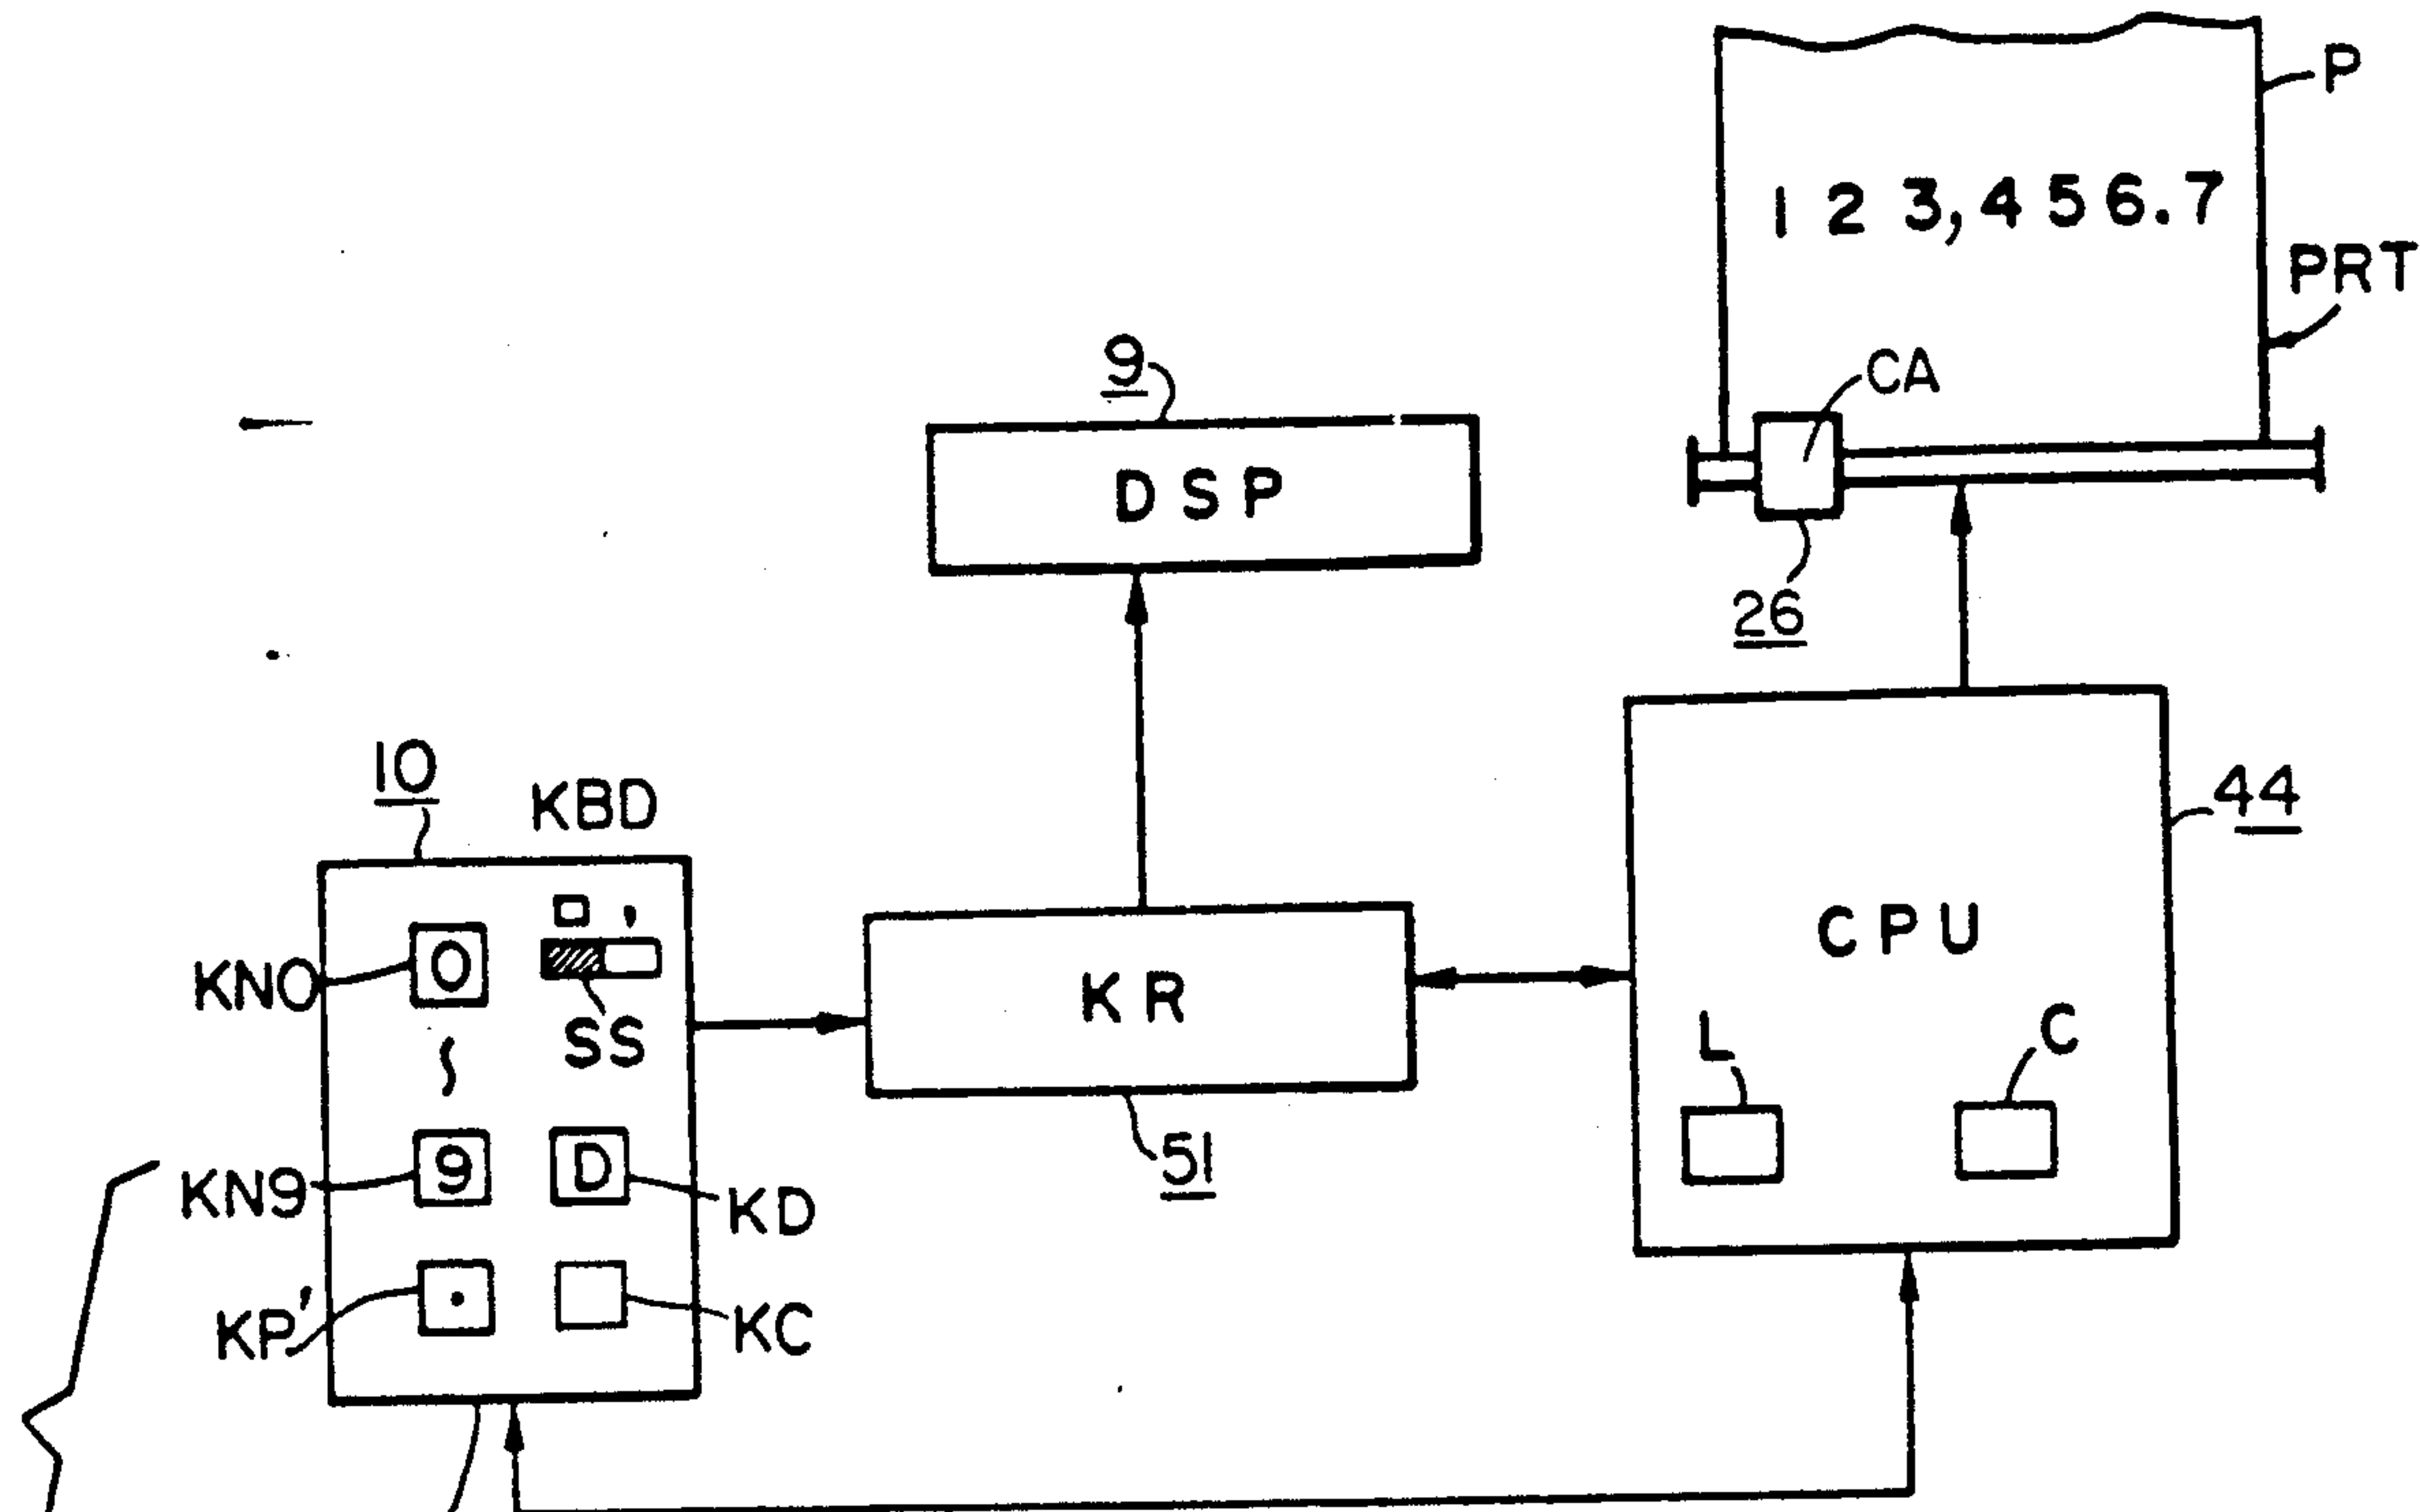 P
1 2 3,4 5 6.7
PRT
9
CA
DSP
26
10
KBD
44
CPU
KN0
0
SS
KR
L
C
KN9
9
D
KD
51
KP'
KC